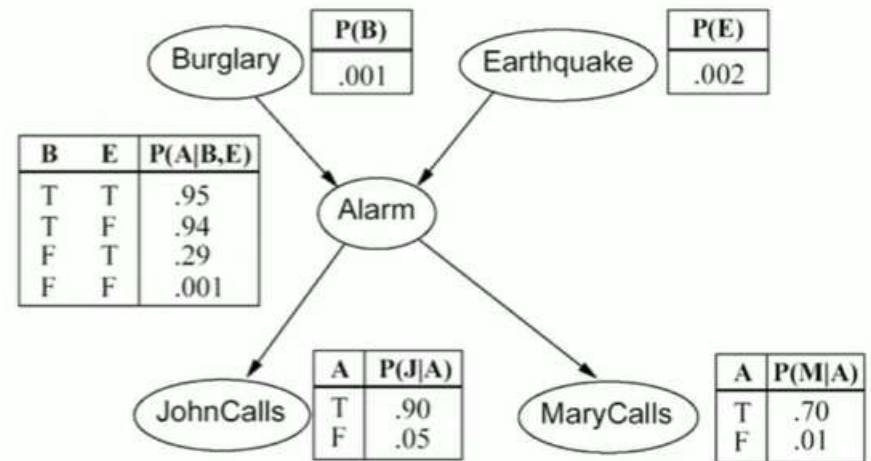 Burglary
P(B)
.001
Earthquake
P(E)
.002
B E P(A|B,E)
T T .95
T F .94
F T .29
F F .001
Alarm
JohnCalls
A P(J|A)
T .90
F .05
MaryCalls
A P(M|A)
T .70
F .01